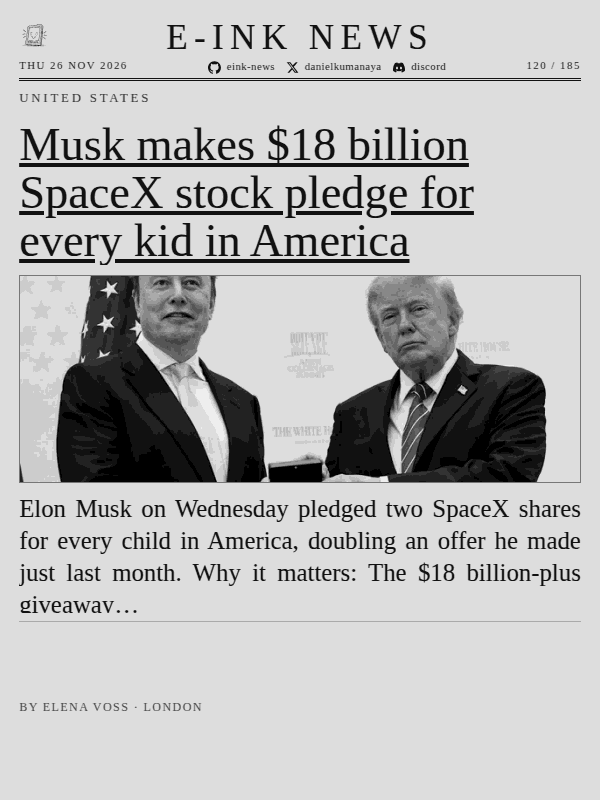 E-INK NEWS
THU 26 NOV 2026
eink-news
danielkumanaya
discord
120 / 185
UNITED STATES
Musk makes $18 billion
SpaceX stock pledge for
every kid in America
THE WHITE H
Elon Musk on Wednesday pledged two SpaceX shares
for every child in America, doubling an offer he made
just last month. Why it matters: The $18 billion-plus
giveaway…
BY ELENA VOSS · LONDON